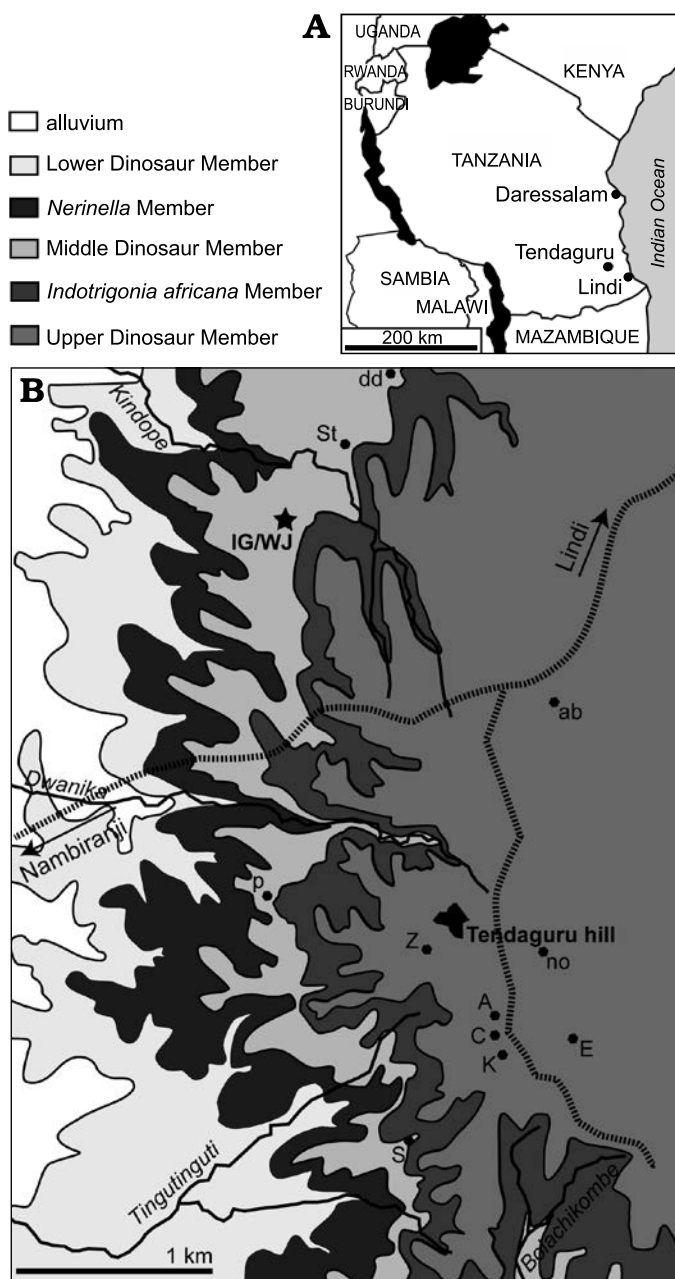 A
UGANDA
RWANDA
BURUNDI
KENYA
TANZANIA
Daressalam
Indian Ocean
Tendaguru
Lindi
SAMBIA
MALAWI
MAZAMBIQUE
200 km
alluvium
Lower Dinosaur Member
Nerinella Member
Middle Dinosaur Member
Indotrigonia africana Member
Upper Dinosaur Member
B
Kindope
dd
St
IG/WJ
Lindi
ab
Dwanika
Nambiranji
p
Tendaguru hill
Z
no
A
C
E
K
S
Tingutinguti
Bolachikombe
1 km